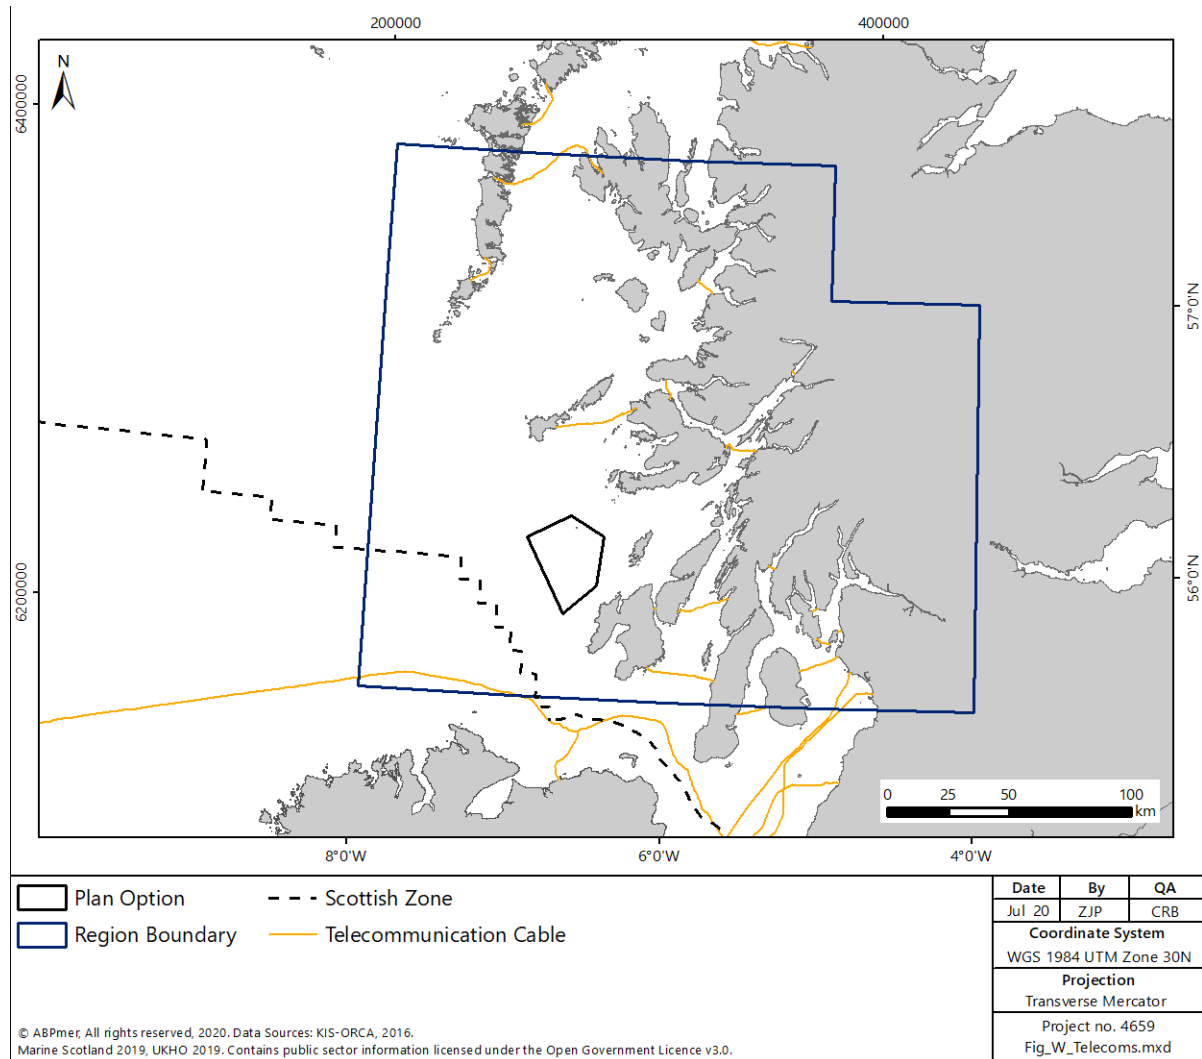 200000
400000
N
6400000
57°0'N
6200000
56°0'N
0 25 50 100
km
8°0'W
6°0'W
4°0'W
Plan Option
Scottish Zone
Region Boundary
Telecommunication Cable
Date By QA
Jul 20 ZJP CRB
Coordinate System
WGS 1984 UTM Zone 30N
Projection
Transverse Mercator
Project no. 4659
Fig_W_Telecoms.mxd
© ABPmer, All rights reserved, 2020. Data Sources: KIS-ORCA, 2016.
Marine Scotland 2019, UKHO 2019. Contains public sector information licensed under the Open Government Licence v3.0.